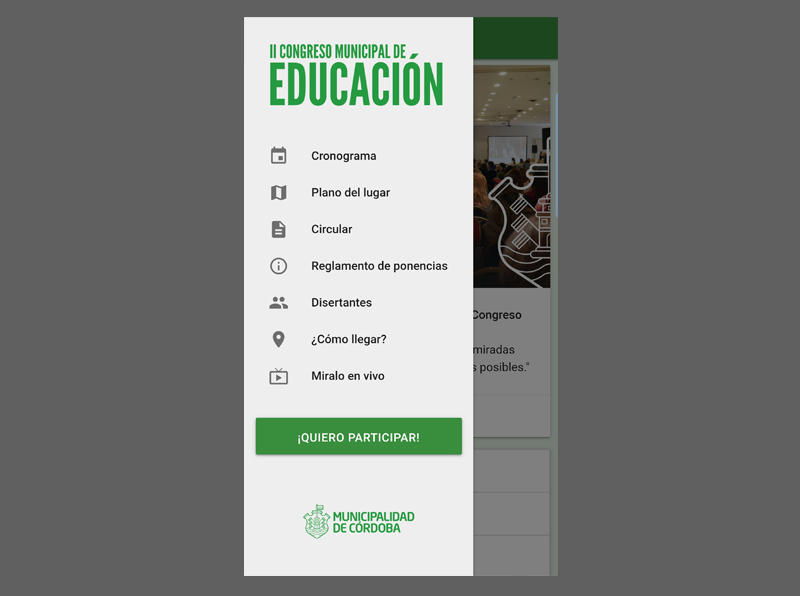 II CONGRESO MUNICIPAL DE
EDUCACIÓN
Cronograma
Plano del lugar
Circular
Reglamento de ponencias
Disertantes
¿Cómo llegar?
Miralo en vivo
¡QUIERO PARTICIPAR!
MUNICIPALIDAD
DE CÓRDOBA
Congreso
miradas
s posibles."